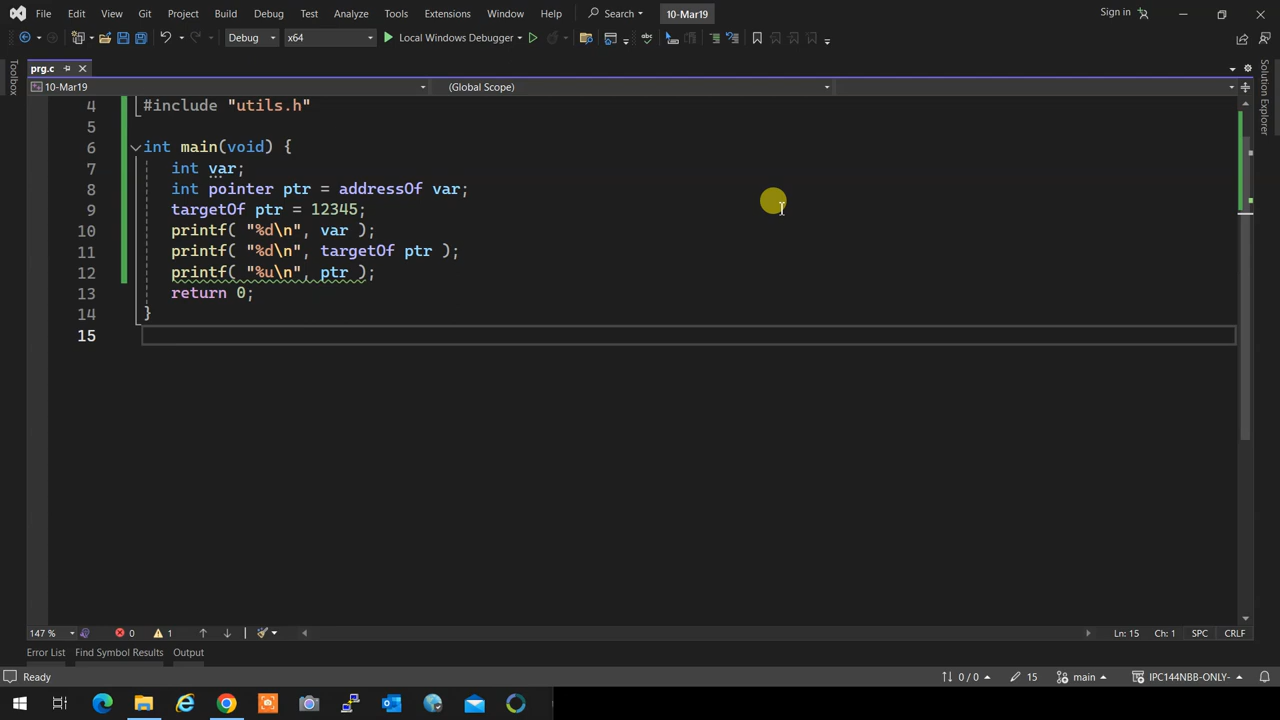 File Edit View Git Project Build Debug Test Analyze Tools Extensions Window Help Search 10-Mar19 Sign in
Debug x64 Local Windows Debugger
prg.c
10-Mar19 (Global Scope)
Toolbox
Solution Explorer
4 #include "utils.h"
5
6 int main(void) {
7 int var;
8 int pointer ptr = addressOf var;
9 targetOf ptr = 12345;
10 printf( "%d\n", var );
11 printf( "%d\n", targetOf ptr );
12 printf( "%u\n", ptr );
13 return 0;
14 }
15
147 % 0 1 Ln: 15 Ch: 1 SPC CRLF
Error List Find Symbol Results Output
Ready 0 / 0 15 main IPC144NBB-ONLY-